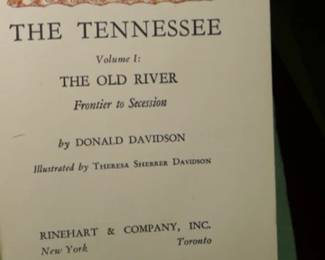 THE TENNESSEE
Volume I:
THE OLD RIVER
Frontier to Secession
by DONALD DAVIDSON
Illustrated by THERESA SHERRER DAVIDSON
RINEHART & COMPANY, INC.
New York Toronto